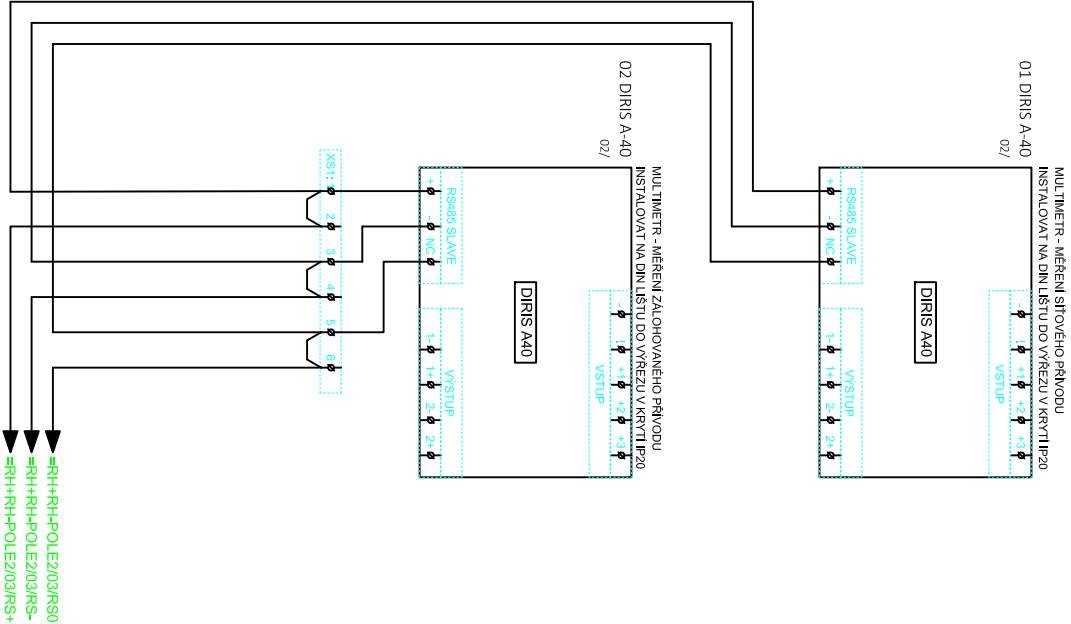 01 DIRIS A-40
02/
MULTIMETR - MĚŘENÍ SÍŤOVÉHO PŘÍVODU
INSTALOVAT NA DIN LIŠTU DO VÝŘEZU V KRYTÍ IP20
- ! +1 +2 +3
VSTUP
DIRIS A40
RS485 SLAVE
+ - NC
VÝSTUP
1- 1+ 2- 2+
02 DIRIS A-40
02/
MULTIMETR - MĚŘENÍ ZÁLOHOVANÉHO PŘÍVODU
INSTALOVAT NA DIN LIŠTU DO VÝŘEZU V KRYTÍ IP20
- ! +1 +2 +3
VSTUP
DIRIS A40
RS485 SLAVE
+ - NC
VÝSTUP
1- 1+ 2- 2+
XS1: 1 2 3 4 5 6
=RH+RH-POLE2/03/RS0
=RH+RH-POLE2/03/RS-
=RH+RH-POLE2/03/RS+